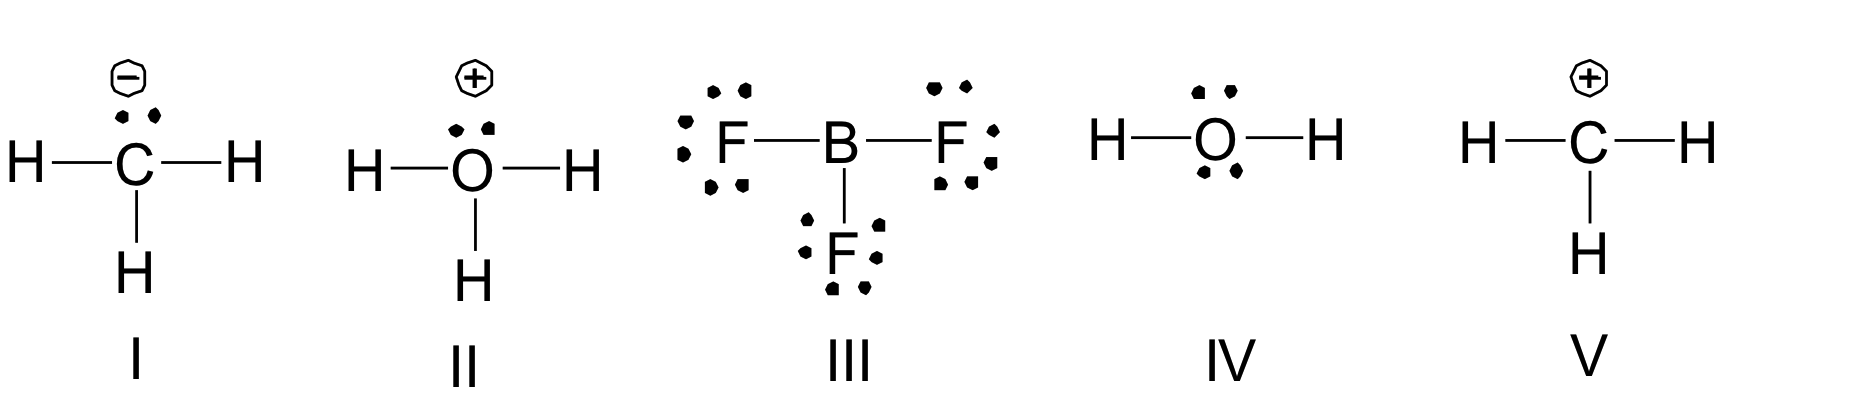 ⊖ ⊕ ⊕
H C H H O H F B F H O H H C H
H H F H
I II III IV V